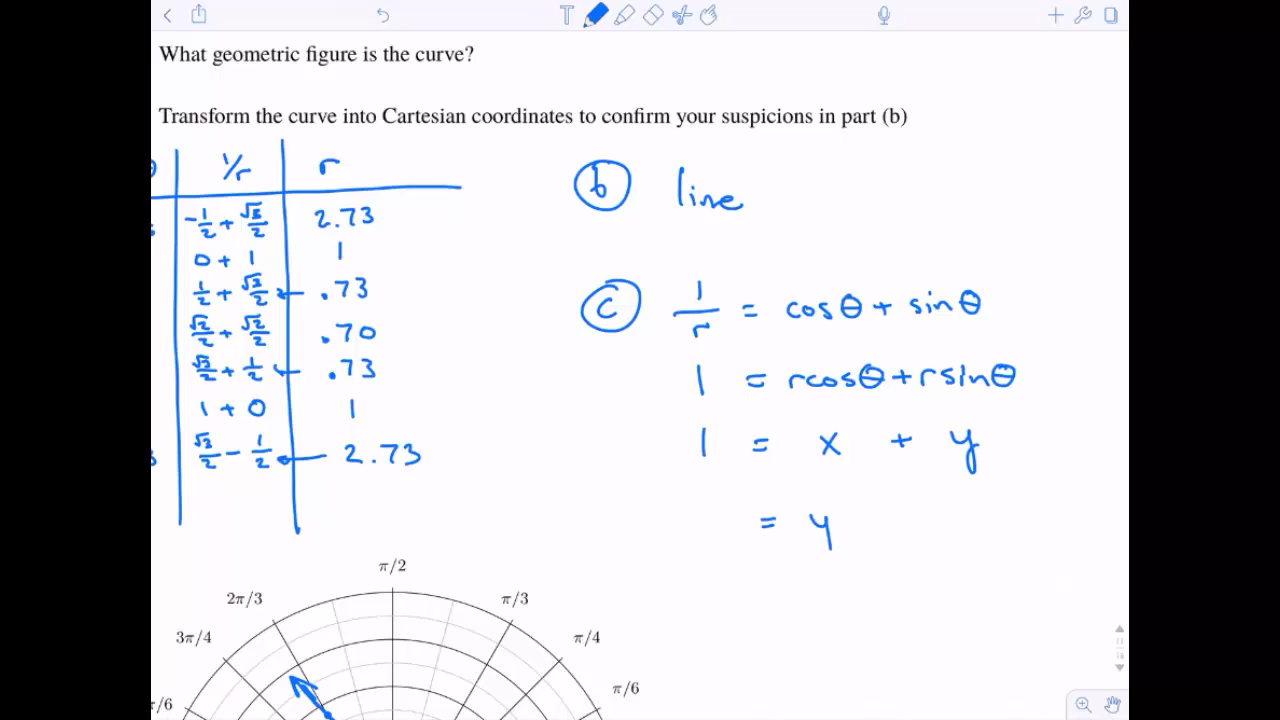 What geometric figure is the curve?
Transform the curve into Cartesian coordinates to confirm your suspicions in part (b)
θ 1/r r
-1/2 + √3/2 2.73
0 + 1 1
1/2 + √3/2 .73
√2/2 + √2/2 .70
√3/2 + 1/2 .73
1 + 0 1
√3/2 - 1/2 2.73
b line
c 1/r = cosθ + sinθ
1 = rcosθ + rsinθ
1 = x + y
= y
π/2
2π/3 π/3
3π/4 π/4
π/6